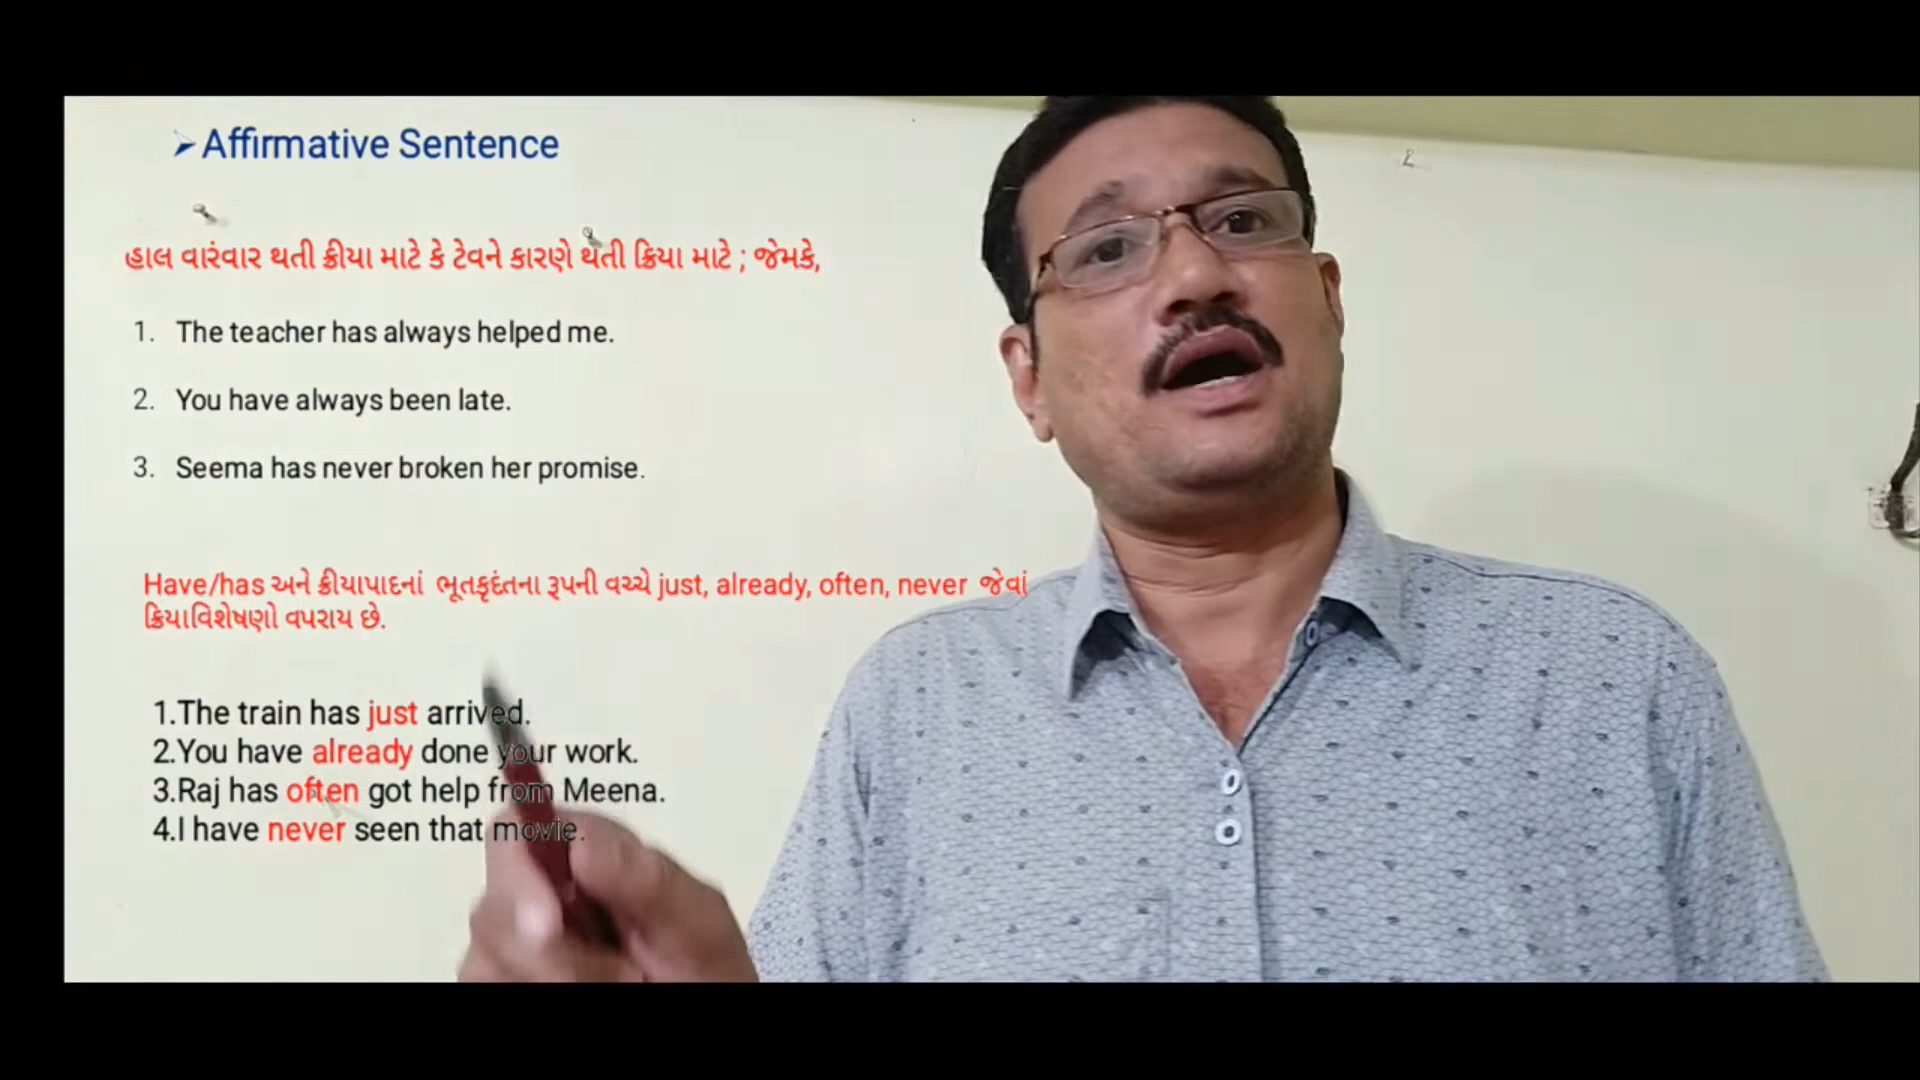 ➢Affirmative Sentence
હાલ વારંવાર થતી ક્રીયા માટે કે ટેવને કારણે થતી ક્રિયા માટે ; જેમકે,
1. The teacher has always helped me.
2. You have always been late.
3. Seema has never broken her promise.
Have/has અને ક્રીયાપાદનાં ભૂતકૃદંતના રૂપની વચ્ચે just, already, often, never જેવાં
ક્રિયાવિશેષણો વપરાય છે.
1.The train has just arrived.
2.You have already done your work.
3.Raj has often got help from Meena.
4.I have never seen that movie.